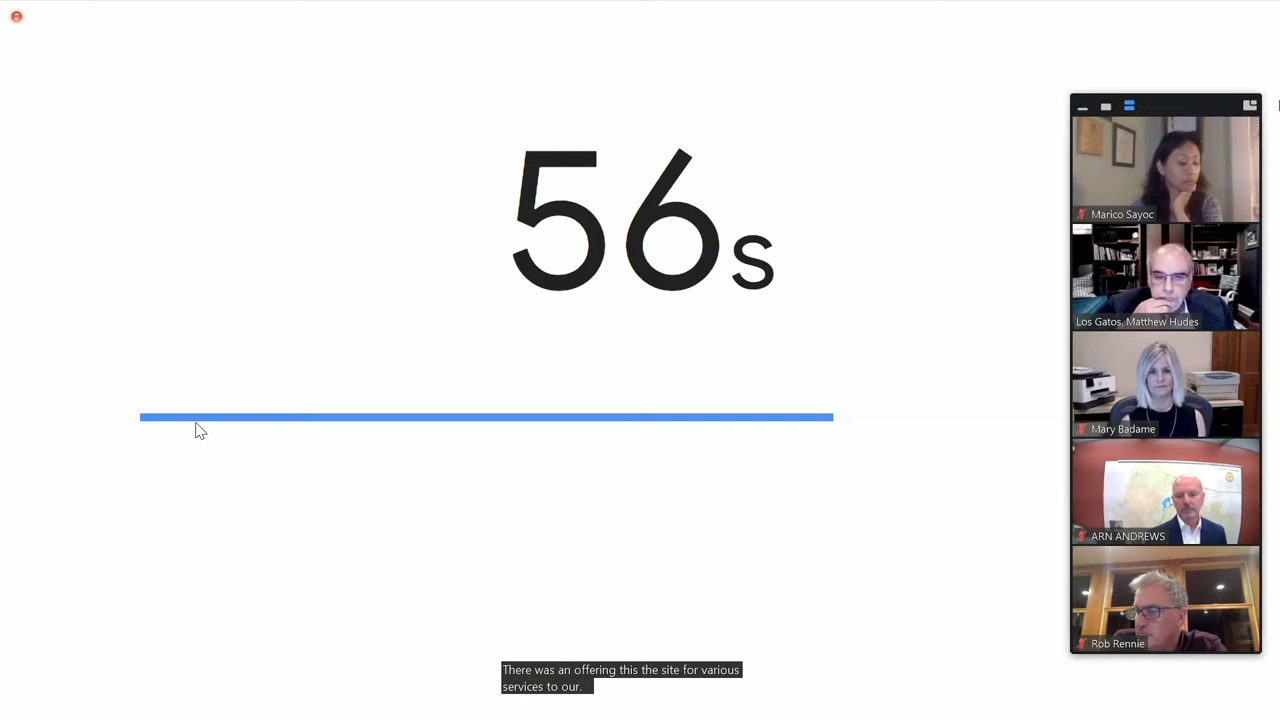 56s
Marico Sayoc
Los Gatos, Matthew Hudes
Mary Badame
ARN ANDREWS
Rob Rennie
There was an offering this the site for various
services to our.